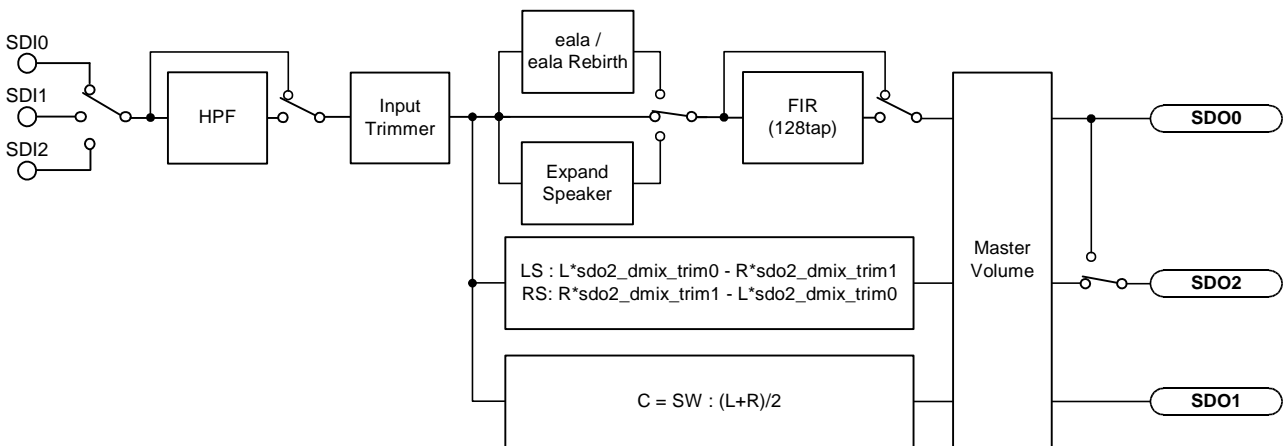 SDI0
SDI1
SDI2
HPF
Input
Trimmer
eala /
eala Rebirth
Expand
Speaker
FIR
(128tap)
LS : L*sdo2_dmix_trim0 - R*sdo2_dmix_trim1
RS: R*sdo2_dmix_trim1 - L*sdo2_dmix_trim0
C = SW : (L+R)/2
Master
Volume
SDO0
SDO2
SDO1